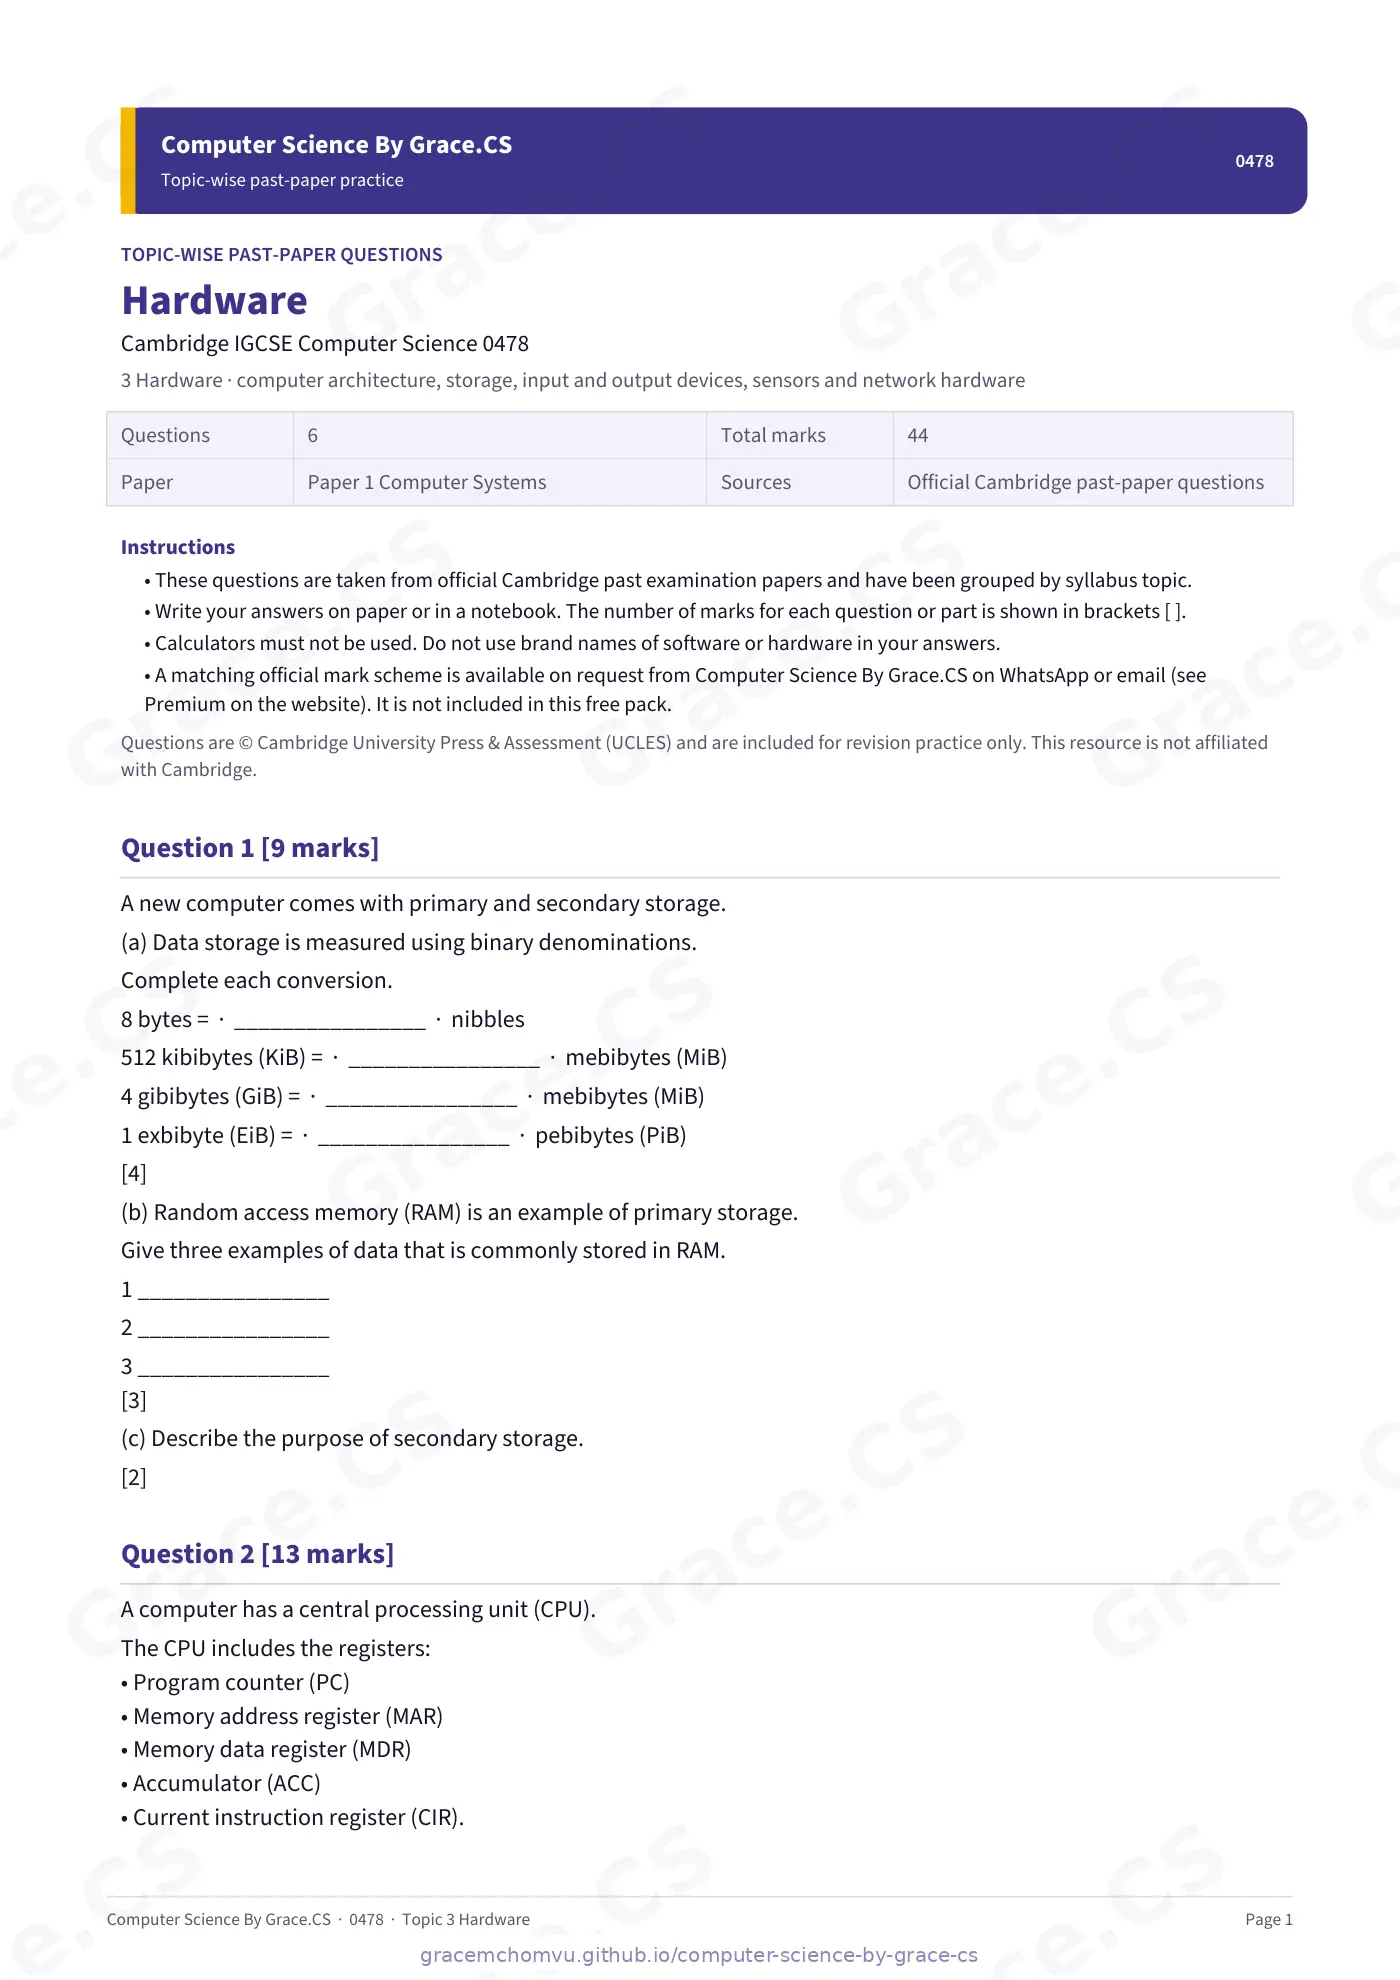 Computer Science By Grace.CS
Topic-wise past-paper practice
0478
TOPIC-WISE PAST-PAPER QUESTIONS
Hardware
Cambridge IGCSE Computer Science 0478
3 Hardware · computer architecture, storage, input and output devices, sensors and network hardware
Questions 6 Total marks 44
Paper Paper 1 Computer Systems Sources Official Cambridge past-paper questions
Instructions
• These questions are taken from official Cambridge past examination papers and have been grouped by syllabus topic.
• Write your answers on paper or in a notebook. The number of marks for each question or part is shown in brackets [ ].
• Calculators must not be used. Do not use brand names of software or hardware in your answers.
• A matching official mark scheme is available on request from Computer Science By Grace.CS on WhatsApp or email (see
Premium on the website). It is not included in this free pack.
Questions are © Cambridge University Press & Assessment (UCLES) and are included for revision practice only. This resource is not affiliated
with Cambridge.
Question 1 [9 marks]
A new computer comes with primary and secondary storage.
(a) Data storage is measured using binary denominations.
Complete each conversion.
8 bytes = · ________________ · nibbles
512 kibibytes (KiB) = · ________________ · mebibytes (MiB)
4 gibibytes (GiB) = · ________________ · mebibytes (MiB)
1 exbibyte (EiB) = · ________________ · pebibytes (PiB)
[4]
(b) Random access memory (RAM) is an example of primary storage.
Give three examples of data that is commonly stored in RAM.
1 ________________
2 ________________
3 ________________
[3]
(c) Describe the purpose of secondary storage.
[2]
Question 2 [13 marks]
A computer has a central processing unit (CPU).
The CPU includes the registers:
• Program counter (PC)
• Memory address register (MAR)
• Memory data register (MDR)
• Accumulator (ACC)
• Current instruction register (CIR).
Computer Science By Grace.CS · 0478 · Topic 3 Hardware
Page 1
gracemchomvu.github.io/computer-science-by-grace-cs